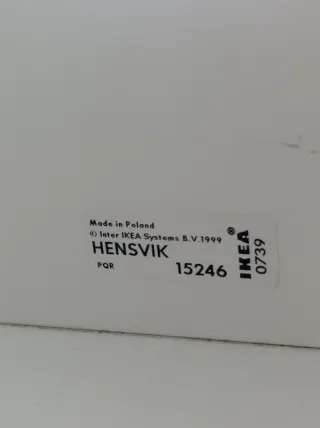 Made in Poland
© Inter IKEA Systems B.V. 1999
HENSVIK
PQR 15246
IKEA®
0739